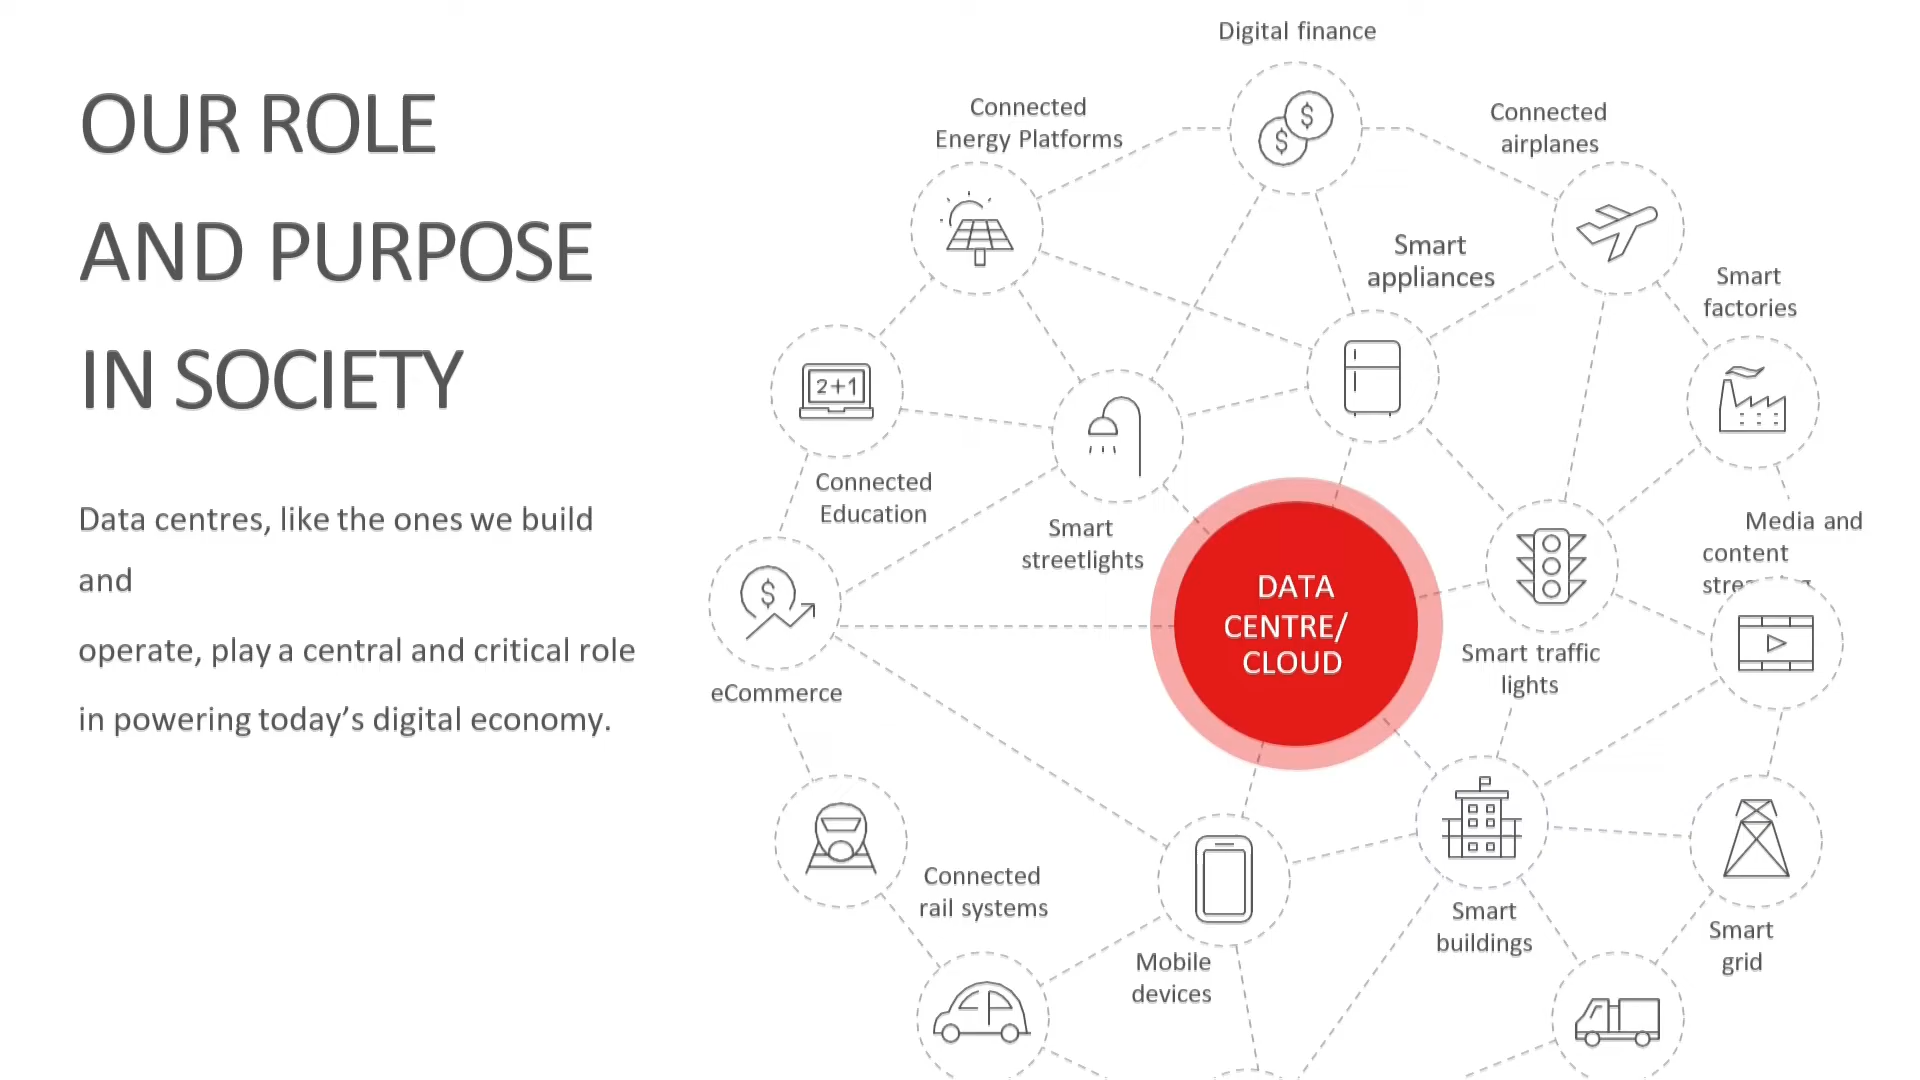 OUR ROLE
AND PURPOSE
IN SOCIETY
Data centres, like the ones we build
and
operate, play a central and critical role
in powering today’s digital economy.
Digital finance
$
$
Connected
Energy Platforms
Connected
airplanes
Smart
appliances
Smart
factories
2+1
Connected
Education
Smart
streetlights
Media and
content
$
eCommerce
DATA
CENTRE/
CLOUD
Smart traffic
lights
Connected
rail systems
Mobile
devices
Smart
buildings
Smart
grid